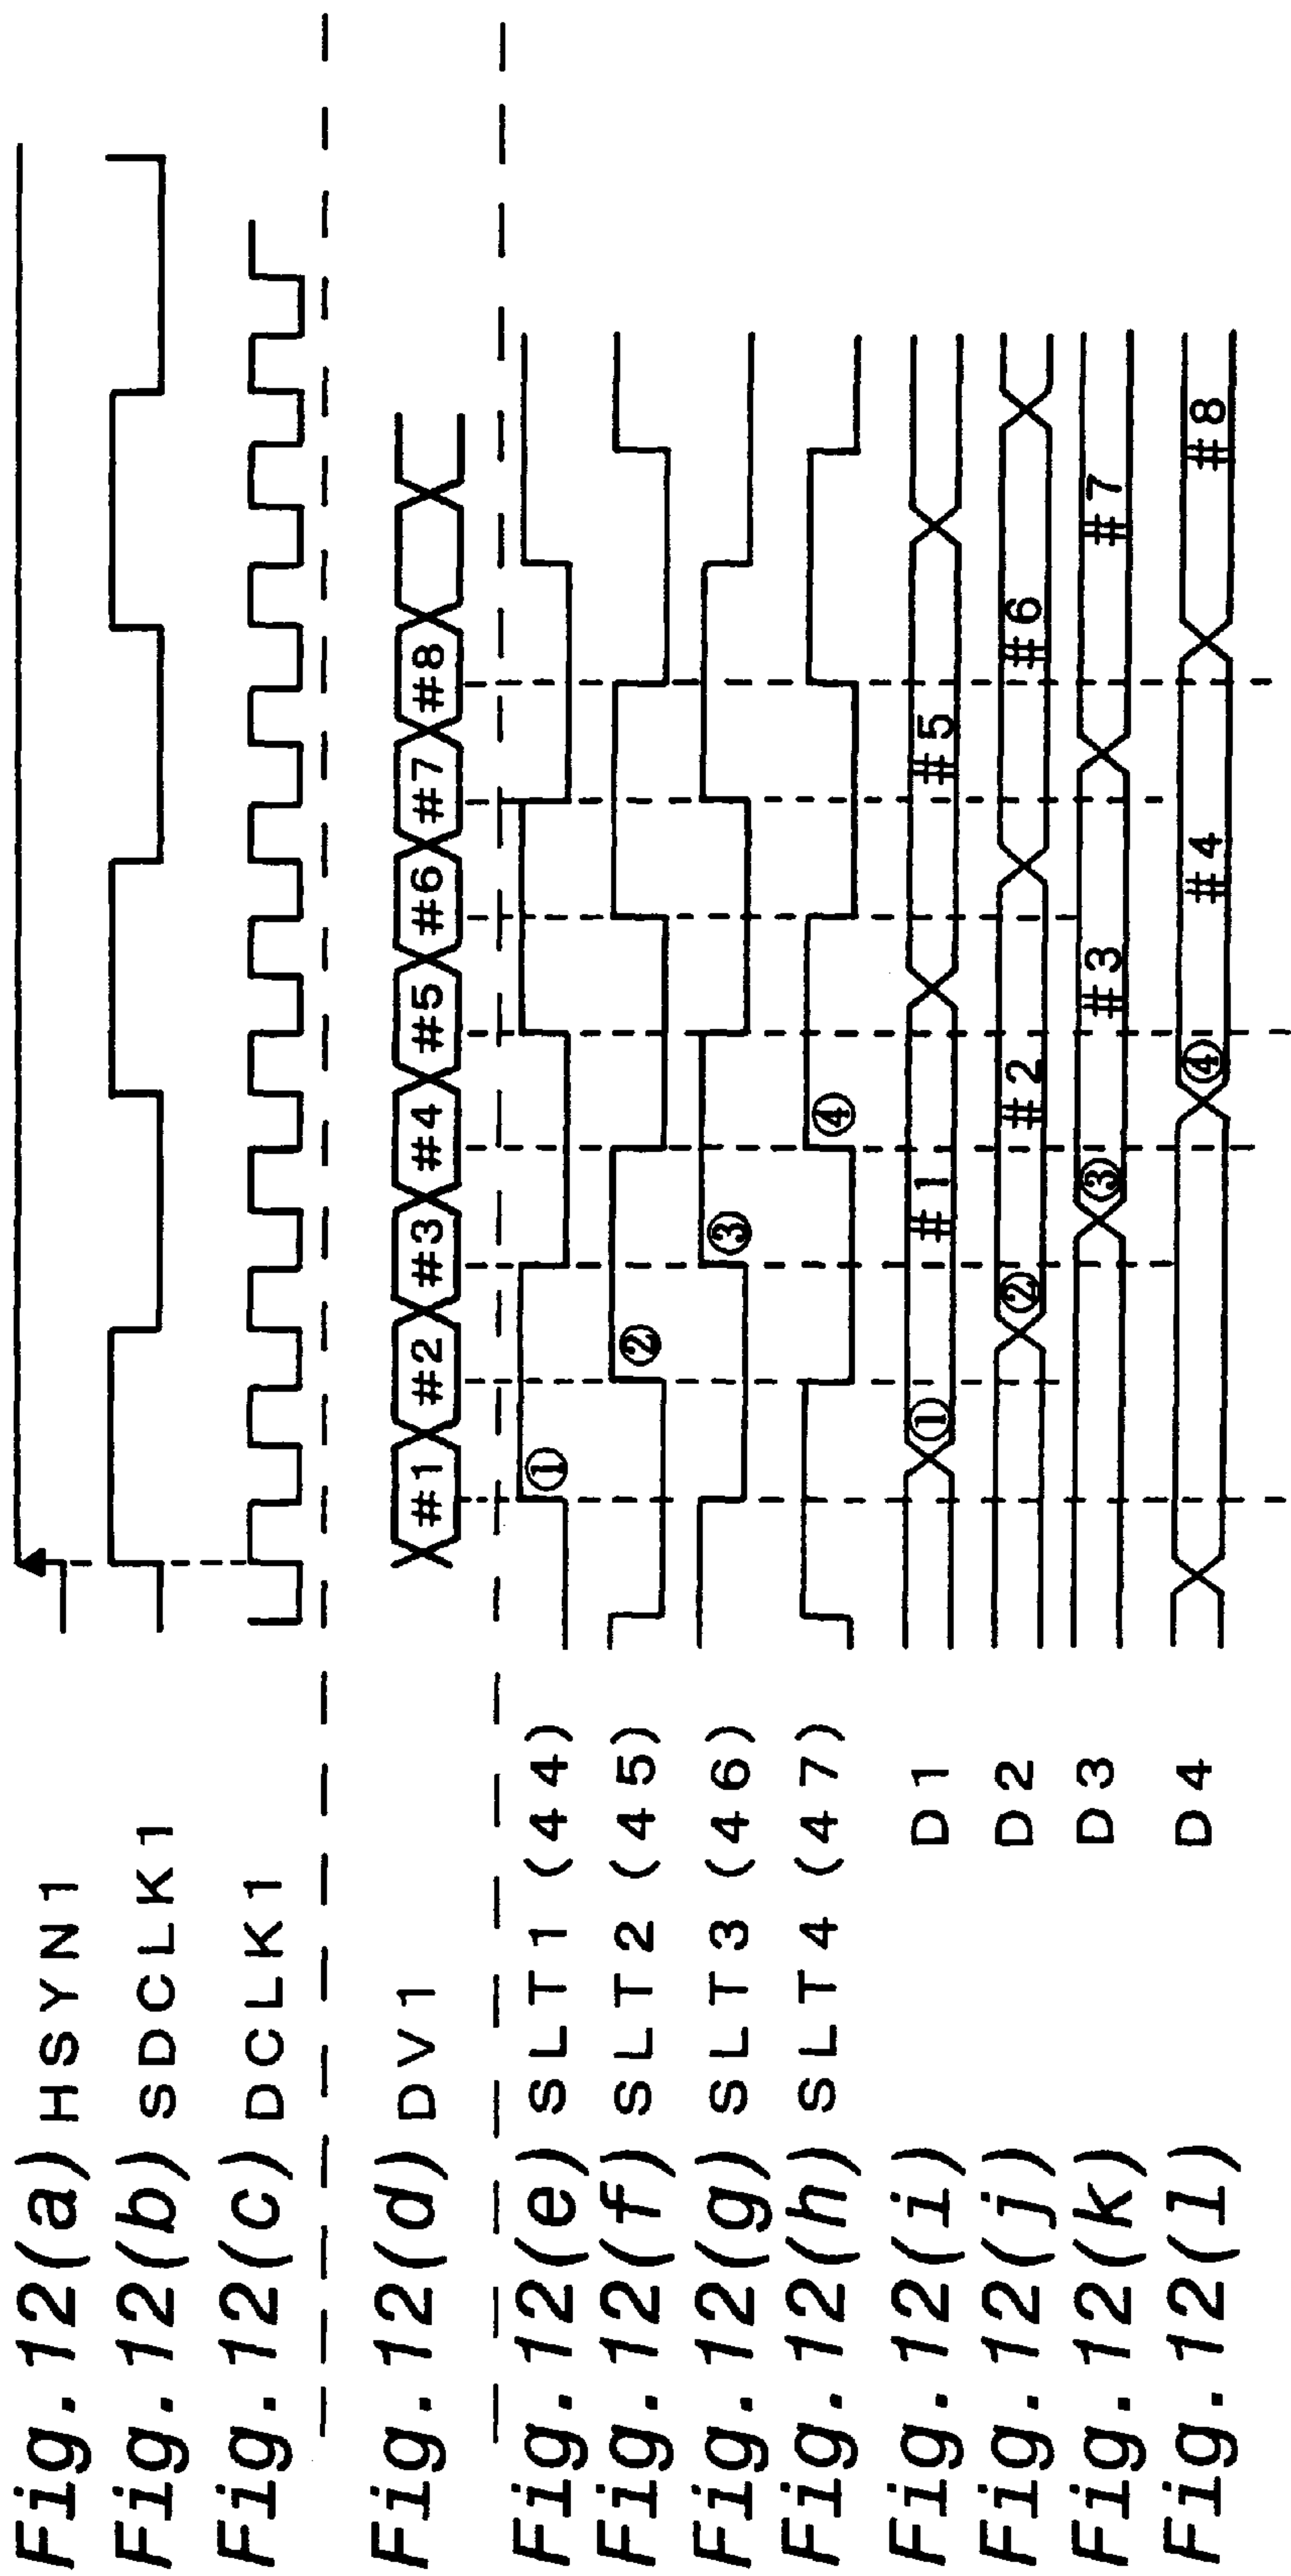 Fig.12(a) HSYN1
Fig.12(b) SDCLK1
Fig.12(c) DCLK1
Fig.12(d) DV1 #1 #2 #3 #4 #5 #6 #7 #8
Fig.12(e) SLT1 (44) ①
Fig.12(f) SLT2 (45) ②
Fig.12(g) SLT3 (46) ③
Fig.12(h) SLT4 (47) ④
Fig.12(i) D1 ① #1 #5
Fig.12(j) D2 ② #2 #6
Fig.12(k) D3 ③ #3 #7
Fig.12(l) D4 ④ #4 #8